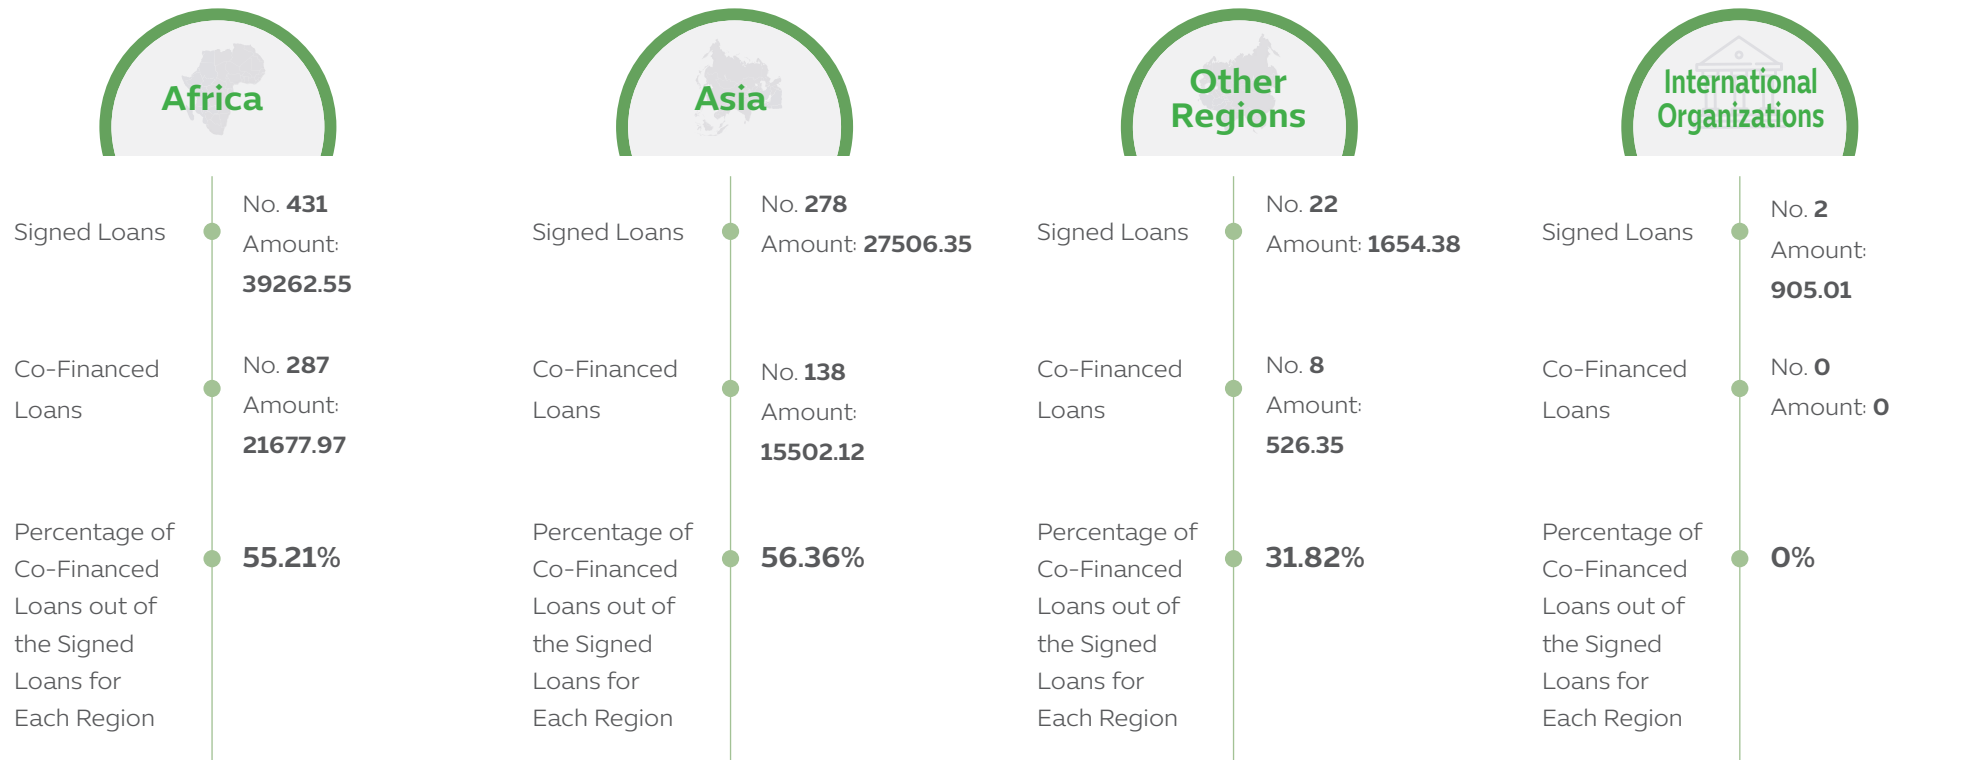 Africa
Signed Loans
No. 431
Amount:
39262.55
Co-Financed
Loans
No. 287
Amount:
21677.97
Percentage of
Co-Financed
Loans out of
the Signed
Loans for
Each Region
55.21%
Asia
Signed Loans
No. 278
Amount: 27506.35
Co-Financed
Loans
No. 138
Amount:
15502.12
Percentage of
Co-Financed
Loans out of
the Signed
Loans for
Each Region
56.36%
Other
Regions
Signed Loans
No. 22
Amount: 1654.38
Co-Financed
Loans
No. 8
Amount:
526.35
Percentage of
Co-Financed
Loans out of
the Signed
Loans for
Each Region
31.82%
International
Organizations
Signed Loans
No. 2
Amount:
905.01
Co-Financed
Loans
No. 0
Amount: 0
Percentage of
Co-Financed
Loans out of
the Signed
Loans for
Each Region
0%